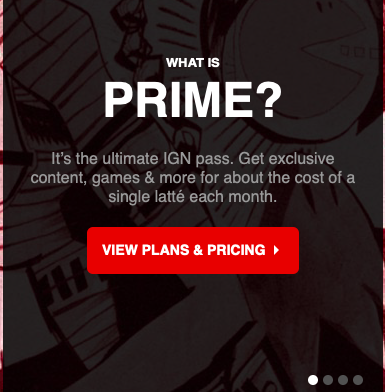 WHAT IS
PRIME?
It's the ultimate IGN pass. Get exclusive
content, games & more for about the cost of a
single latté each month.
VIEW PLANS & PRICING